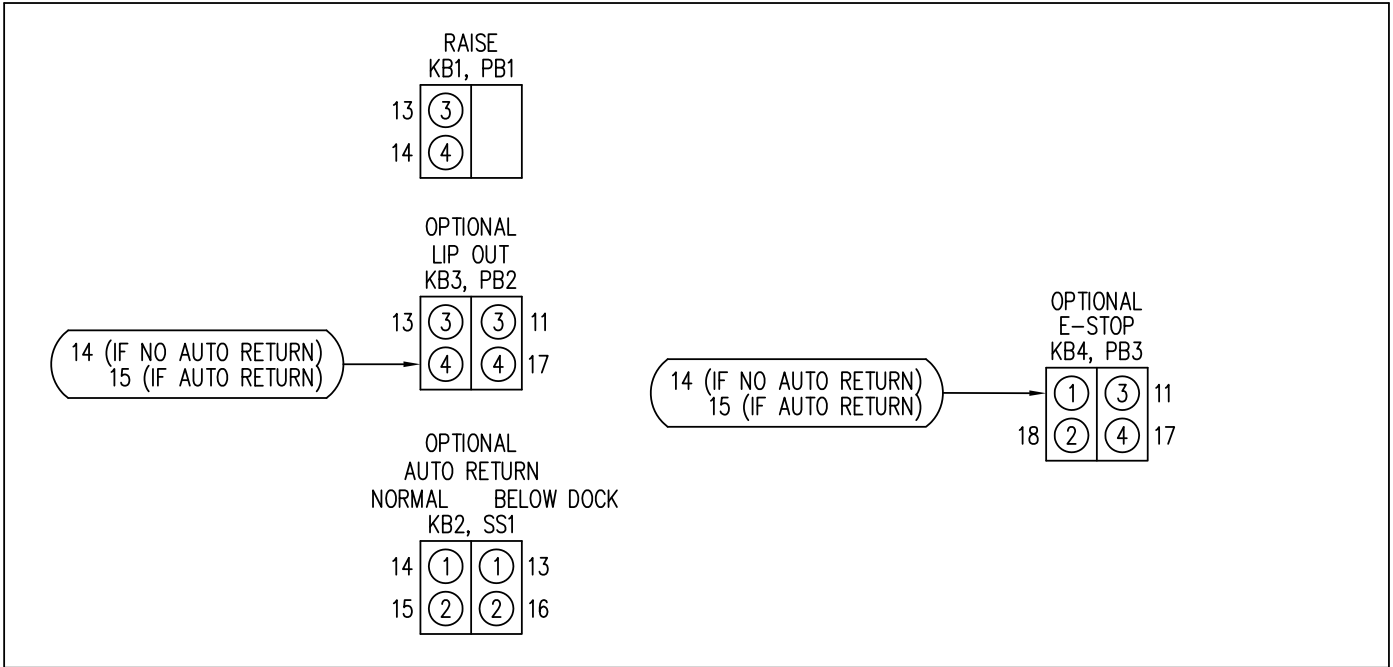 RAISE
KB1, PB1
13 3
14 4
OPTIONAL
LIP OUT
KB3, PB2
13 3 3 11
14 (IF NO AUTO RETURN)
15 (IF AUTO RETURN)
4 4 17
OPTIONAL
AUTO RETURN
NORMAL BELOW DOCK
KB2, SS1
14 1 1 13
15 2 2 16
OPTIONAL
E-STOP
KB4, PB3
14 (IF NO AUTO RETURN)
15 (IF AUTO RETURN)
1 3 11
18 2 4 17